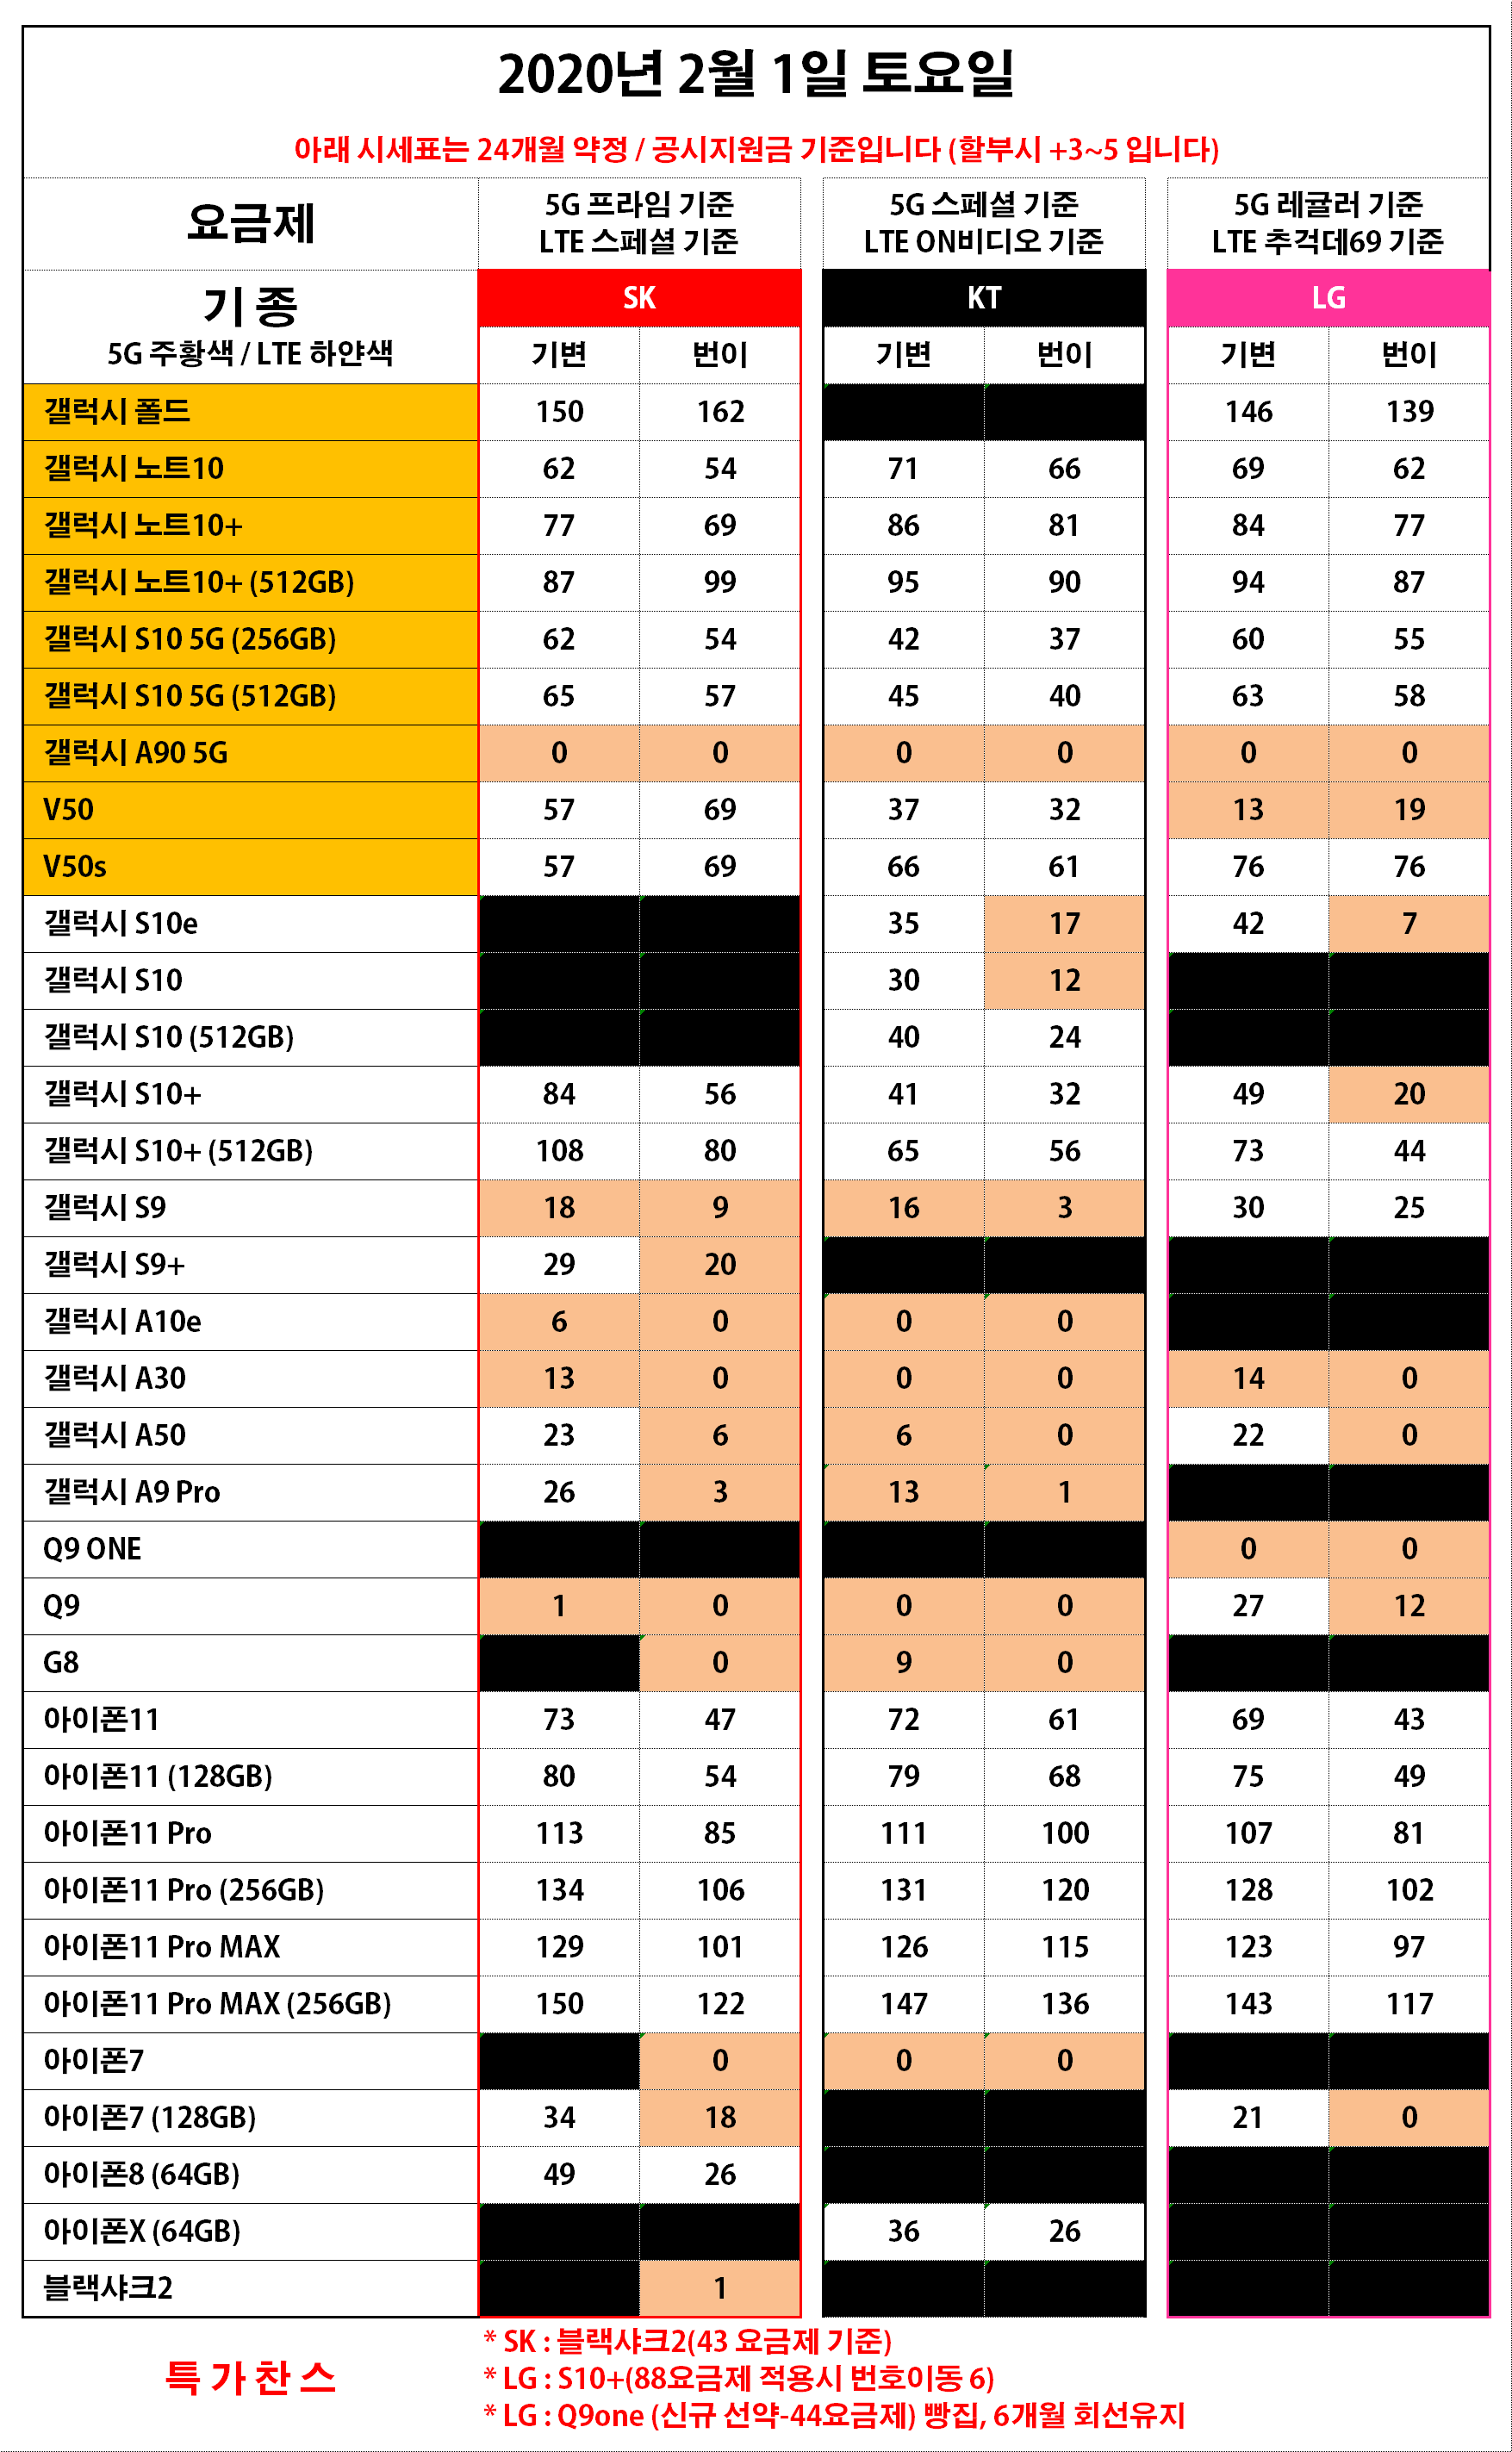 2020년 2월 1일 토요일
아래 시세표는 24개월 약정 / 공시지원금 기준입니다 (할부시 +3~5 입니다)
요금제
5G 프라임 기준
LTE 스페셜 기준
5G 스페셜 기준
LTE ON비디오 기준
5G 레귤러 기준
LTE 추걱데69 기준
기 종
5G 주황색 / LTE 하얀색
SK KT LG
기변 번이 기변 번이 기변 번이
갤럭시 폴드 150 162 146 139
갤럭시 노트10 62 54 71 66 69 62
갤럭시 노트10+ 77 69 86 81 84 77
갤럭시 노트10+ (512GB) 87 99 95 90 94 87
갤럭시 S10 5G (256GB) 62 54 42 37 60 55
갤럭시 S10 5G (512GB) 65 57 45 40 63 58
갤럭시 A90 5G 0 0 0 0 0 0
V50 57 69 37 32 13 19
V50s 57 69 66 61 76 76
갤럭시 S10e 35 17 42 7
갤럭시 S10 30 12
갤럭시 S10 (512GB) 40 24
갤럭시 S10+ 84 56 41 32 49 20
갤럭시 S10+ (512GB) 108 80 65 56 73 44
갤럭시 S9 18 9 16 3 30 25
갤럭시 S9+ 29 20
갤럭시 A10e 6 0 0 0
갤럭시 A30 13 0 0 0 14 0
갤럭시 A50 23 6 6 0 22 0
갤럭시 A9 Pro 26 3 13 1
Q9 ONE 0 0
Q9 1 0 0 0 27 12
G8 0 9 0
아이폰11 73 47 72 61 69 43
아이폰11 (128GB) 80 54 79 68 75 49
아이폰11 Pro 113 85 111 100 107 81
아이폰11 Pro (256GB) 134 106 131 120 128 102
아이폰11 Pro MAX 129 101 126 115 123 97
아이폰11 Pro MAX (256GB) 150 122 147 136 143 117
아이폰7 0 0 0
아이폰7 (128GB) 34 18 21 0
아이폰8 (64GB) 49 26
아이폰X (64GB) 36 26
블랙샤크2 1
특 가 찬 스
* SK : 블랙샤크2(43 요금제 기준)
* LG : S10+(88요금제 적용시 번호이동 6)
* LG : Q9one (신규 선약-44요금제) 빵집, 6개월 회선유지